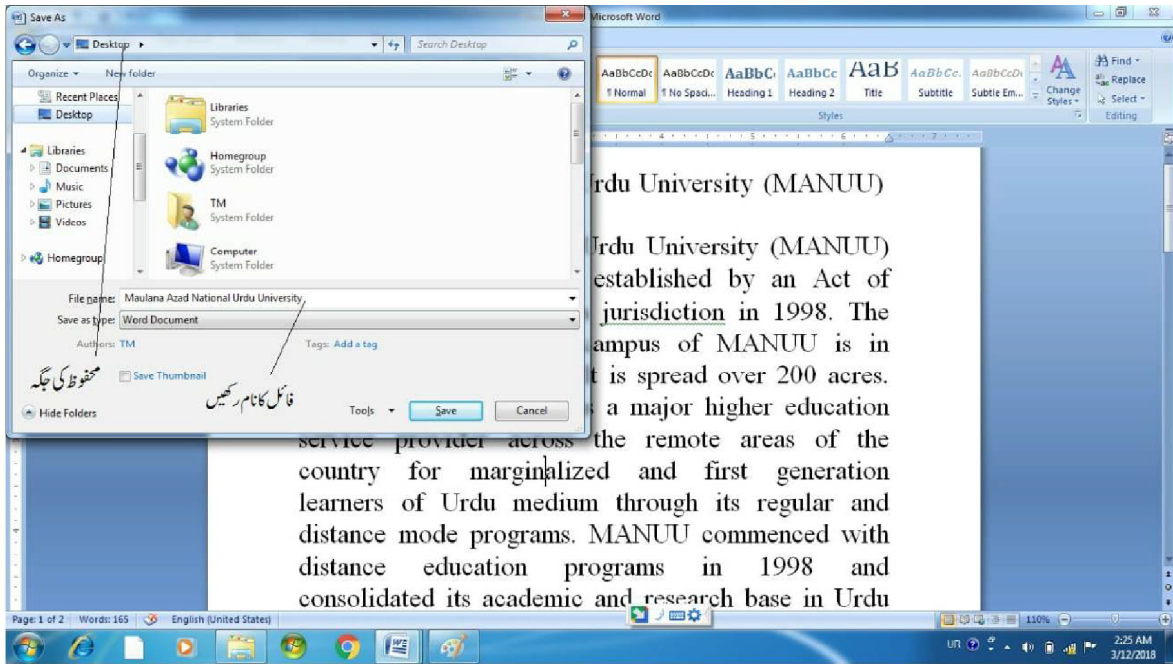 Save As
Microsoft Word
Desktop
Search Desktop
Organize
New folder
Recent Places
Desktop
Libraries
Documents
Music
Pictures
Videos
Homegroup
Libraries
System Folder
Homegroup
System Folder
TM
System Folder
Computer
System Folder
File name: Maulana Azad National Urdu University
Save as type: Word Document
Authors: TM
Tags: Add a tag
Save Thumbnail
محفوظ کی جگہ
فائل کا نام رکھیں
Hide Folders
Tools
Save
Cancel
AaBbCcDc AaBbCcDc AaBbC AaBbCc AaB AaBbCc. AaBbCcDc
¶ Normal ¶ No Spaci... Heading 1 Heading 2 Title Subtitle Subtle Em...
Change Styles
Styles
Find
Replace
Select
Editing
4 5 6 7
Urdu University (MANUU)
Urdu University (MANUU)
established by an Act of
jurisdiction in 1998. The
campus of MANUU is in
t is spread over 200 acres.
s a major higher education
service provider across the remote areas of the
country for marginalized and first generation
learners of Urdu medium through its regular and
distance mode programs. MANUU commenced with
distance education programs in 1998 and
consolidated its academic and research base in Urdu
Page: 1 of 2 Words: 165 English (United States)
110%
UR
2:25 AM
3/12/2018